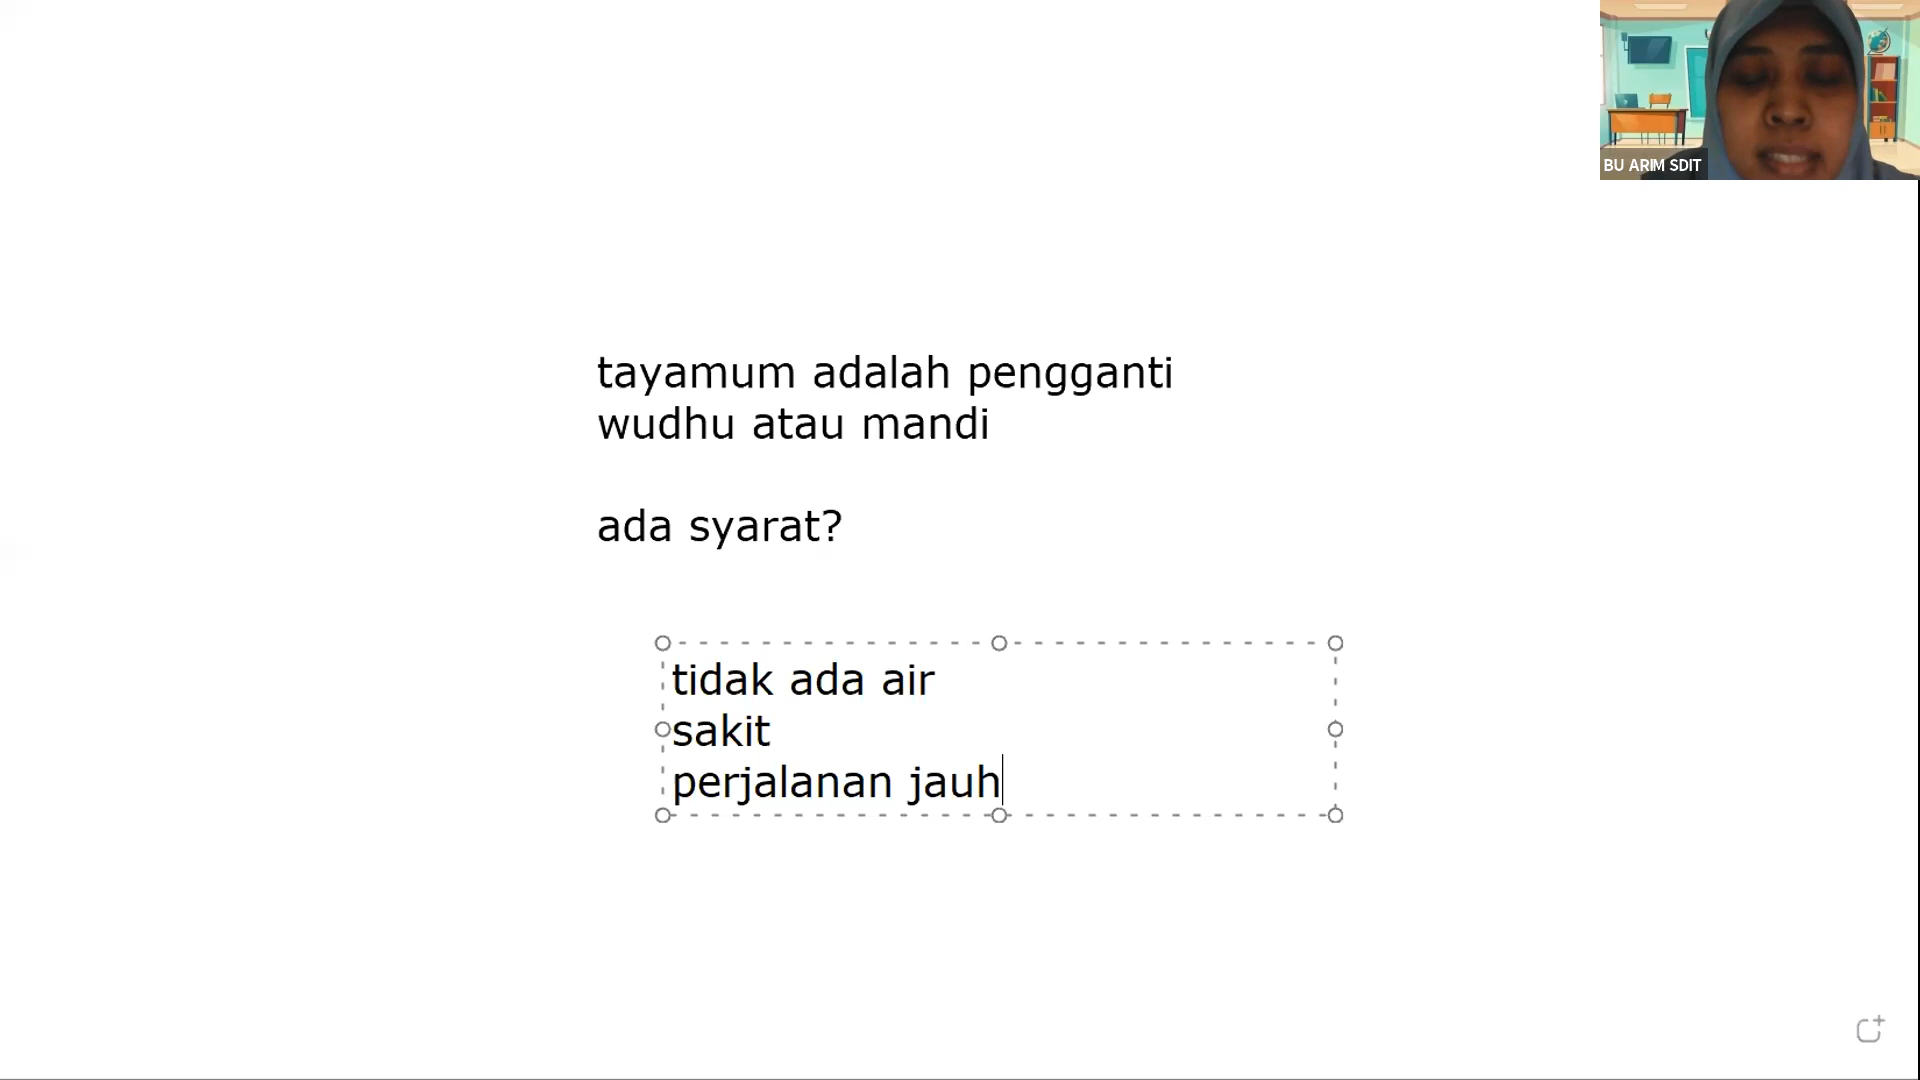 BU ARIM SDIT
tayamum adalah pengganti
wudhu atau mandi
ada syarat?
tidak ada air
sakit
perjalanan jauh